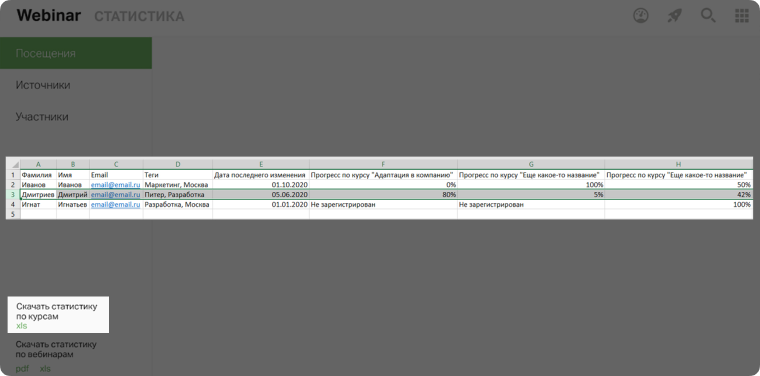 Webinar СТАТИСТИКА
Посещения
Источники
Участники
A B C D E F G H
1 Фамилия Имя Email Теги Дата последнего изменения Прогресс по курсу "Адаптация в компанию" Прогресс по курсу "Еще какое-то название" Прогресс по курсу "Еще какое-то название"
2 Иванов Иванов email@email.ru Маркетинг, Москва 01.10.2020 0% 100% 50%
3 Дмитриев Дмитрий email@email.ru Питер, Разработка 05.06.2020 80% 5% 42%
4 Игнат Игнатьев email@email.ru Разработка, Москва 01.01.2020 Не зарегистрирован Не зарегистрирован 100%
5
Скачать статистику
по курсам
xls
Скачать статистику
по вебинарам
pdf xls